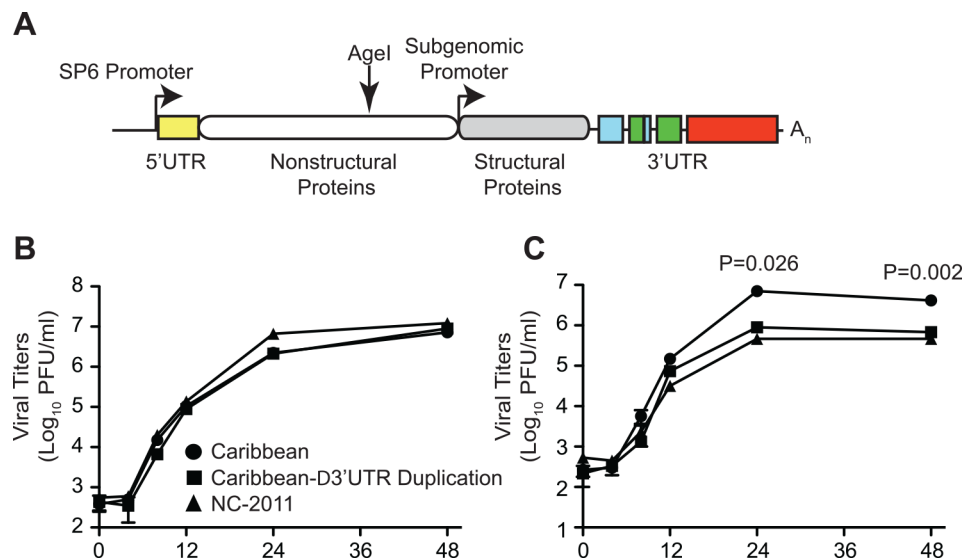 A
SP6 Promoter
AgeI
Subgenomic
Promoter
5'UTR
Nonstructural
Proteins
Structural
Proteins
3'UTR
An
B
Viral Titers
(Log10 PFU/ml)
8
7
6
5
4
3
2
0
12
24
36
48
Caribbean
Caribbean-D3'UTR Duplication
NC-2011
C
Viral Titers
(Log10 PFU/ml)
7
6
5
4
3
2
1
0
12
24
36
48
P=0.026
P=0.002